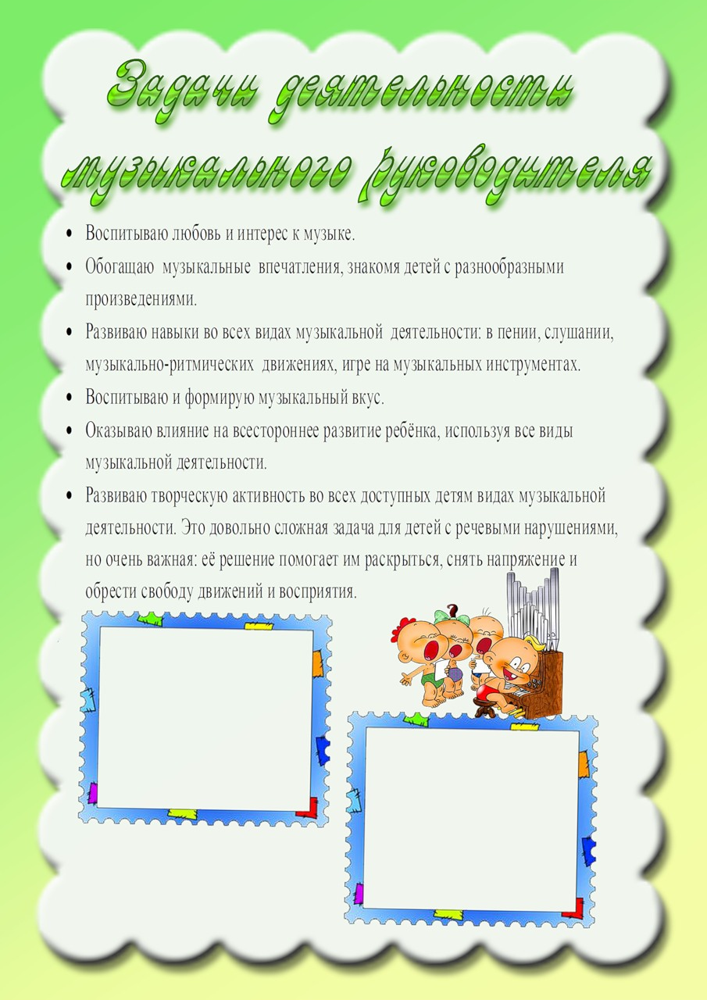 Задачи деятельности
музыкального руководителя
• Воспитываю любовь и интерес к музыке.
• Обогащаю музыкальные впечатления, знакомя детей с разнообразными
произведениями.
• Развиваю навыки во всех видах музыкальной деятельности: в пении, слушании,
музыкально-ритмических движениях, игре на музыкальных инструментах.
• Воспитываю и формирую музыкальный вкус.
• Оказываю влияние на всестороннее развитие ребёнка, используя все виды
музыкальной деятельности.
• Развиваю творческую активность во всех доступных детям видах музыкальной
деятельности. Это довольно сложная задача для детей с речевыми нарушениями,
но очень важная: её решение помогает им раскрыться, снять напряжение и
обрести свободу движений и восприятия.